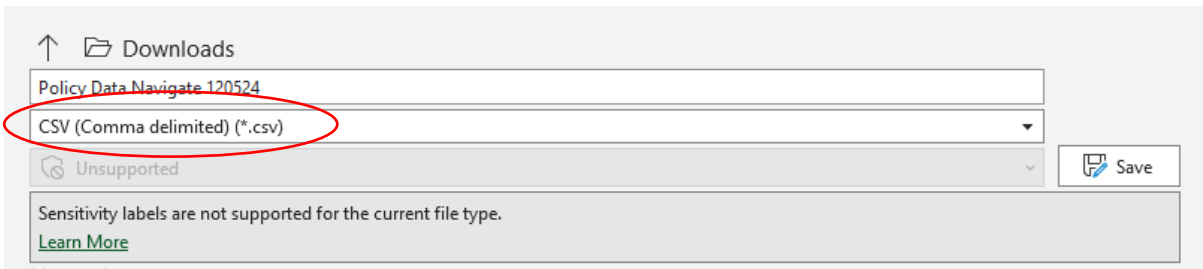 Downloads
Policy Data Navigate 120524
CSV (Comma delimited) (*.csv)
Unsupported
Save
Sensitivity labels are not supported for the current file type.
Learn More